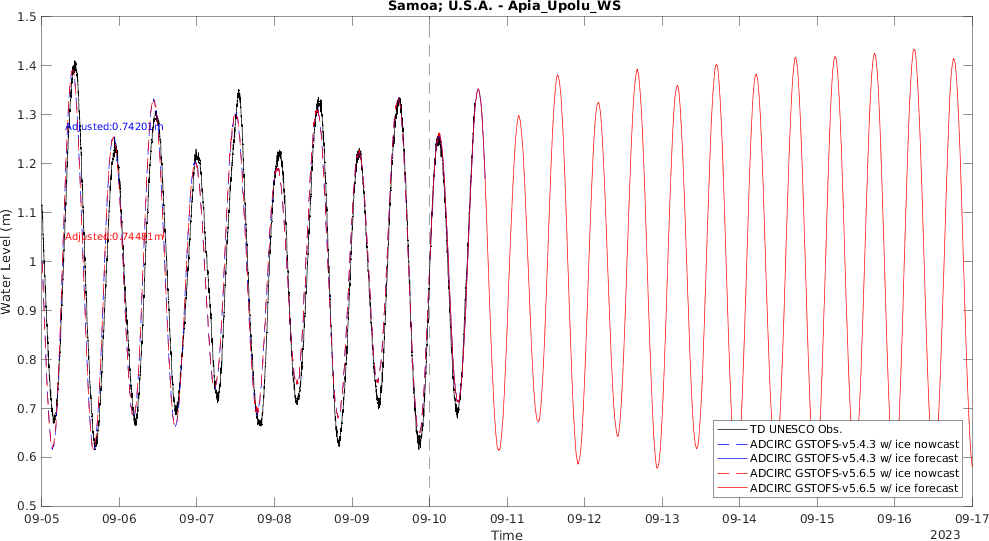 Samoa; U.S.A. - Apia_Upolu_WS
1.5
1.4
1.3
1.2
1.1
1
0.9
0.8
0.7
0.6
0.5
Water Level (m)
Adjusted:0.74201m
Adjusted:0.74481m
TD UNESCO Obs.
ADCIRC GSTOFS-v5.4.3 w/ ice nowcast
ADCIRC GSTOFS-v5.4.3 w/ ice forecast
ADCIRC GSTOFS-v5.6.5 w/ ice nowcast
ADCIRC GSTOFS-v5.6.5 w/ ice forecast
09-05 09-06 09-07 09-08 09-09 09-10 09-11 09-12 09-13 09-14 09-15 09-16 09-17
Time
2023